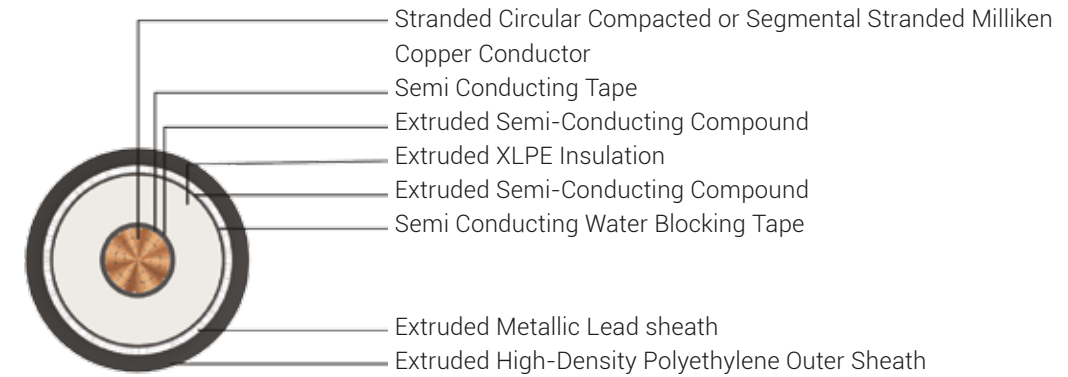 Stranded Circular Compacted or Segmental Stranded Milliken
Copper Conductor
Semi Conducting Tape
Extruded Semi-Conducting Compound
Extruded XLPE Insulation
Extruded Semi-Conducting Compound
Semi Conducting Water Blocking Tape
Extruded Metallic Lead sheath
Extruded High-Density Polyethylene Outer Sheath